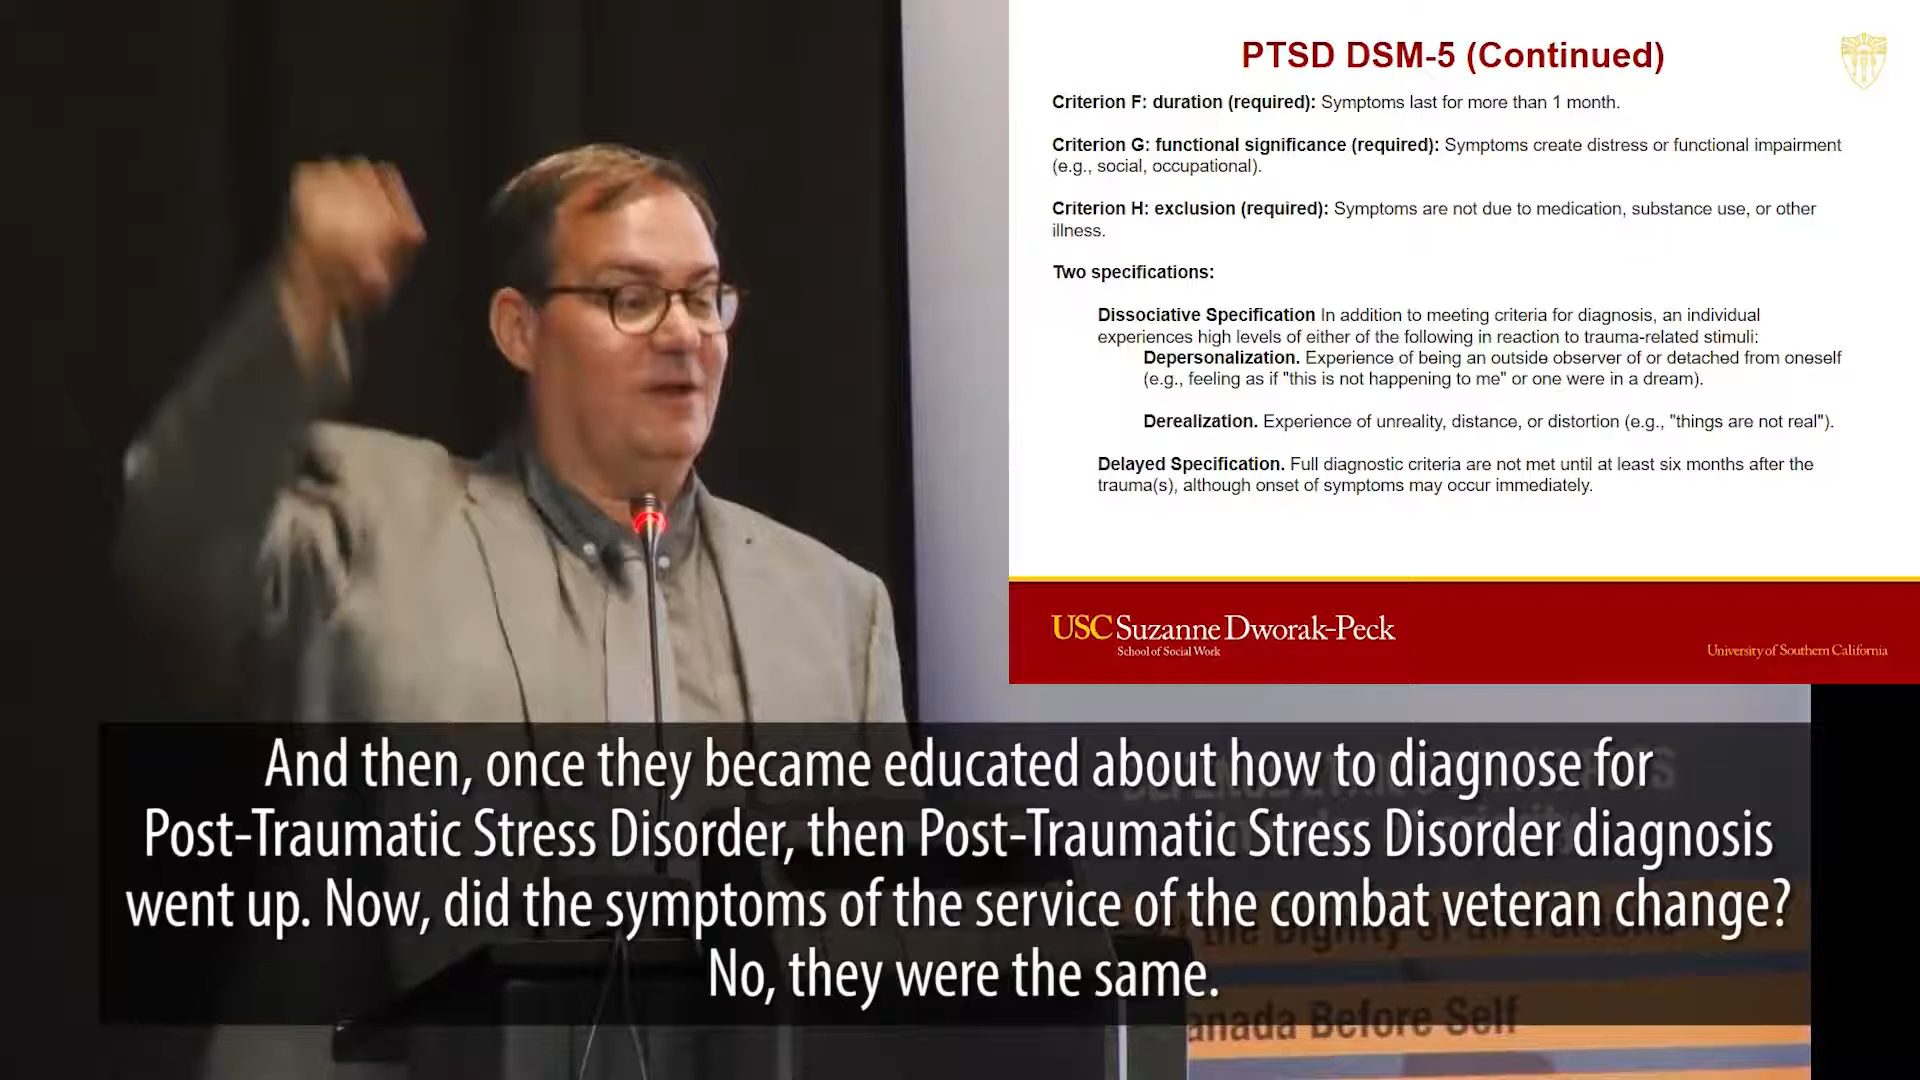 PTSD DSM-5 (Continued)
Criterion F: duration (required): Symptoms last for more than 1 month.
Criterion G: functional significance (required): Symptoms create distress or functional impairment
(e.g., social, occupational).
Criterion H: exclusion (required): Symptoms are not due to medication, substance use, or other
illness.
Two specifications:
Dissociative Specification In addition to meeting criteria for diagnosis, an individual
experiences high levels of either of the following in reaction to trauma-related stimuli:
Depersonalization. Experience of being an outside observer of or detached from oneself
(e.g., feeling as if "this is not happening to me" or one were in a dream).
Derealization. Experience of unreality, distance, or distortion (e.g., "things are not real").
Delayed Specification. Full diagnostic criteria are not met until at least six months after the
trauma(s), although onset of symptoms may occur immediately.
USC Suzanne Dworak-Peck
School of Social Work
University of Southern California
And then, once they became educated about how to diagnose for
Post-Traumatic Stress Disorder, then Post-Traumatic Stress Disorder diagnosis
went up. Now, did the symptoms of the service of the combat veteran change?
No, they were the same.
the Dignity of all Persons
anada Before Self